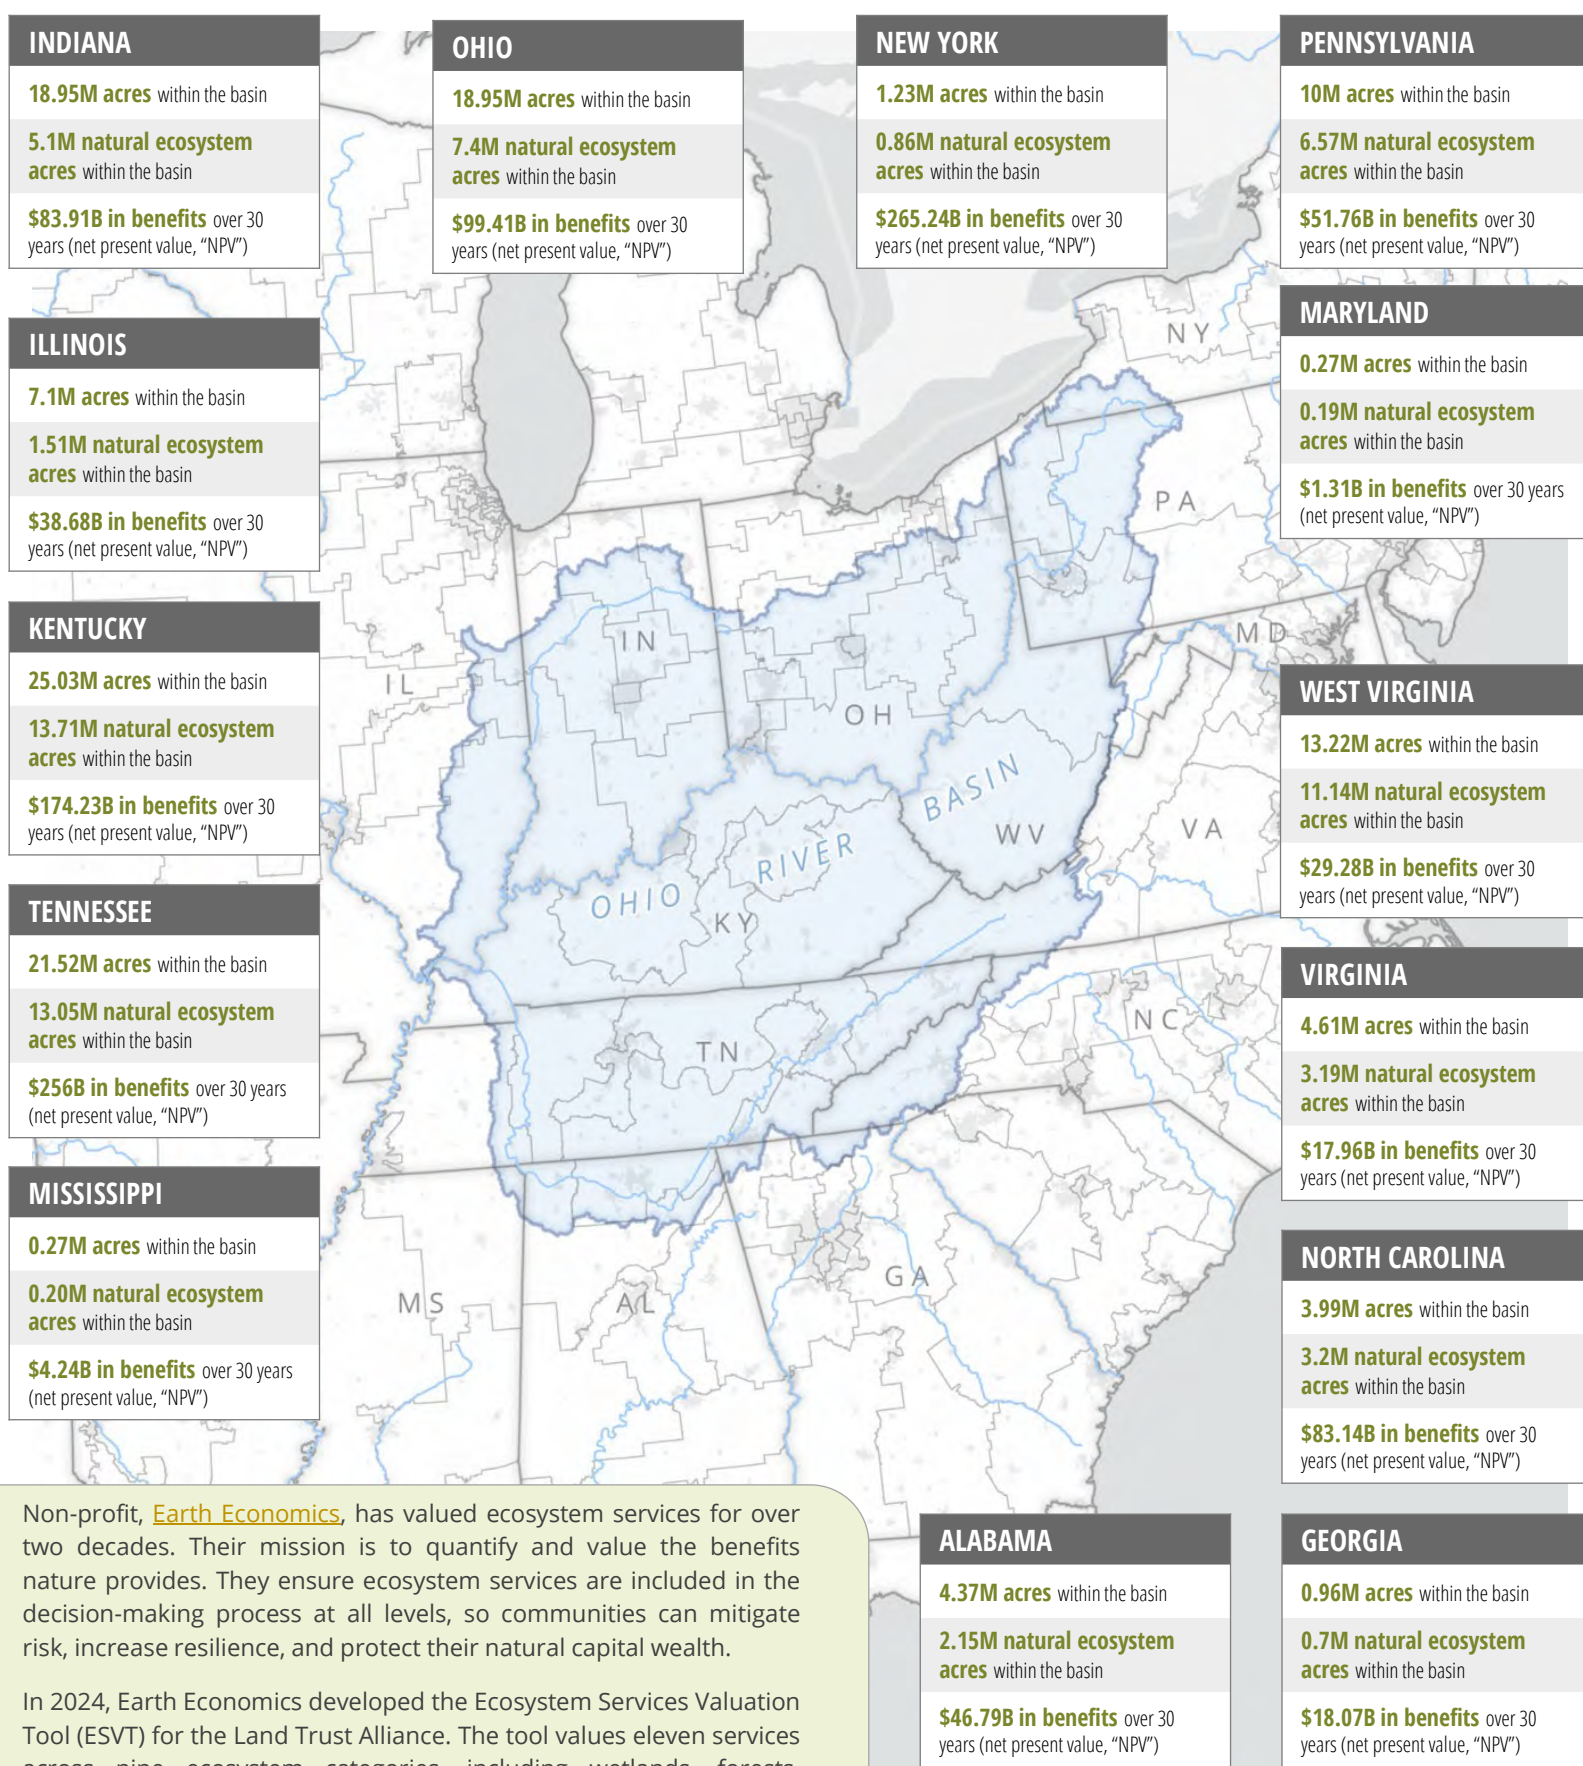 INDIANA
18.95M acres within the basin
5.1M natural ecosystem
acres within the basin
$83.91B in benefits over 30
years (net present value, “NPV”)
OHIO
18.95M acres within the basin
7.4M natural ecosystem
acres within the basin
$99.41B in benefits over 30
years (net present value, “NPV”)
NEW YORK
1.23M acres within the basin
0.86M natural ecosystem
acres within the basin
$265.24B in benefits over 30
years (net present value, “NPV”)
PENNSYLVANIA
10M acres within the basin
6.57M natural ecosystem
acres within the basin
$51.76B in benefits over 30
years (net present value, “NPV”)
ILLINOIS
7.1M acres within the basin
1.51M natural ecosystem
acres within the basin
$38.68B in benefits over 30
years (net present value, “NPV”)
MARYLAND
0.27M acres within the basin
0.19M natural ecosystem
acres within the basin
$1.31B in benefits over 30 years
(net present value, “NPV”)
KENTUCKY
25.03M acres within the basin
13.71M natural ecosystem
acres within the basin
$174.23B in benefits over 30
years (net present value, “NPV”)
WEST VIRGINIA
13.22M acres within the basin
11.14M natural ecosystem
acres within the basin
$29.28B in benefits over 30
years (net present value, “NPV”)
TENNESSEE
21.52M acres within the basin
13.05M natural ecosystem
acres within the basin
$256B in benefits over 30 years
(net present value, “NPV”)
VIRGINIA
4.61M acres within the basin
3.19M natural ecosystem
acres within the basin
$17.96B in benefits over 30
years (net present value, “NPV”)
MISSISSIPPI
0.27M acres within the basin
0.20M natural ecosystem
acres within the basin
$4.24B in benefits over 30 years
(net present value, “NPV”)
NORTH CAROLINA
3.99M acres within the basin
3.2M natural ecosystem
acres within the basin
$83.14B in benefits over 30
years (net present value, “NPV”)
NY
PA
MD
IN
IL
OH
OHIO RIVER BASIN
WV
VA
KY
NC
TN
GA
MS
AL
Non-profit, Earth Economics, has valued ecosystem services for over
two decades. Their mission is to quantify and value the benefits
nature provides. They ensure ecosystem services are included in the
decision-making process at all levels, so communities can mitigate
risk, increase resilience, and protect their natural capital wealth.
In 2024, Earth Economics developed the Ecosystem Services Valuation
Tool (ESVT) for the Land Trust Alliance. The tool values eleven services
across nine ecosystem categories, including wetlands, forests,
ALABAMA
4.37M acres within the basin
2.15M natural ecosystem
acres within the basin
$46.79B in benefits over 30
years (net present value, “NPV”)
GEORGIA
0.96M acres within the basin
0.7M natural ecosystem
acres within the basin
$18.07B in benefits over 30
years (net present value, “NPV”)